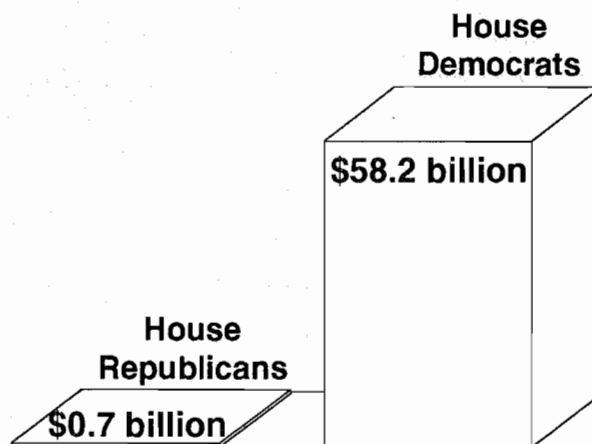 House
Democrats
$58.2 billion
House
Republicans
$0.7 billion